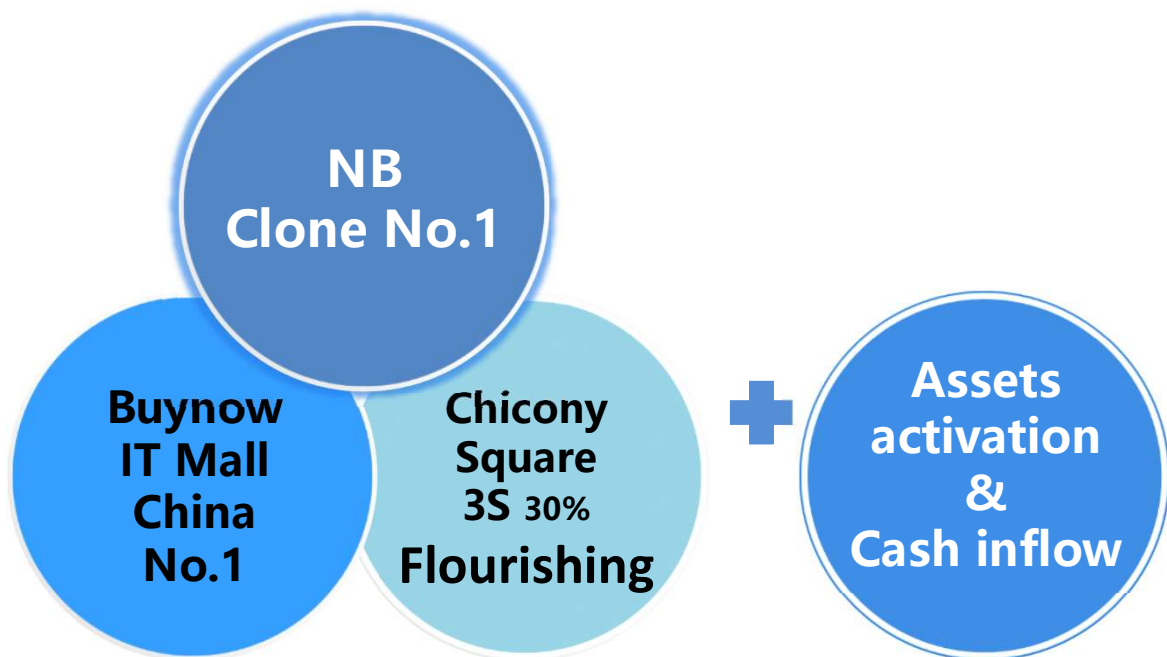 NB
Clone No.1
Buynow
IT Mall
China
No.1
Chicony
Square
3S 30%
Flourishing
Assets
activation
&
Cash inflow